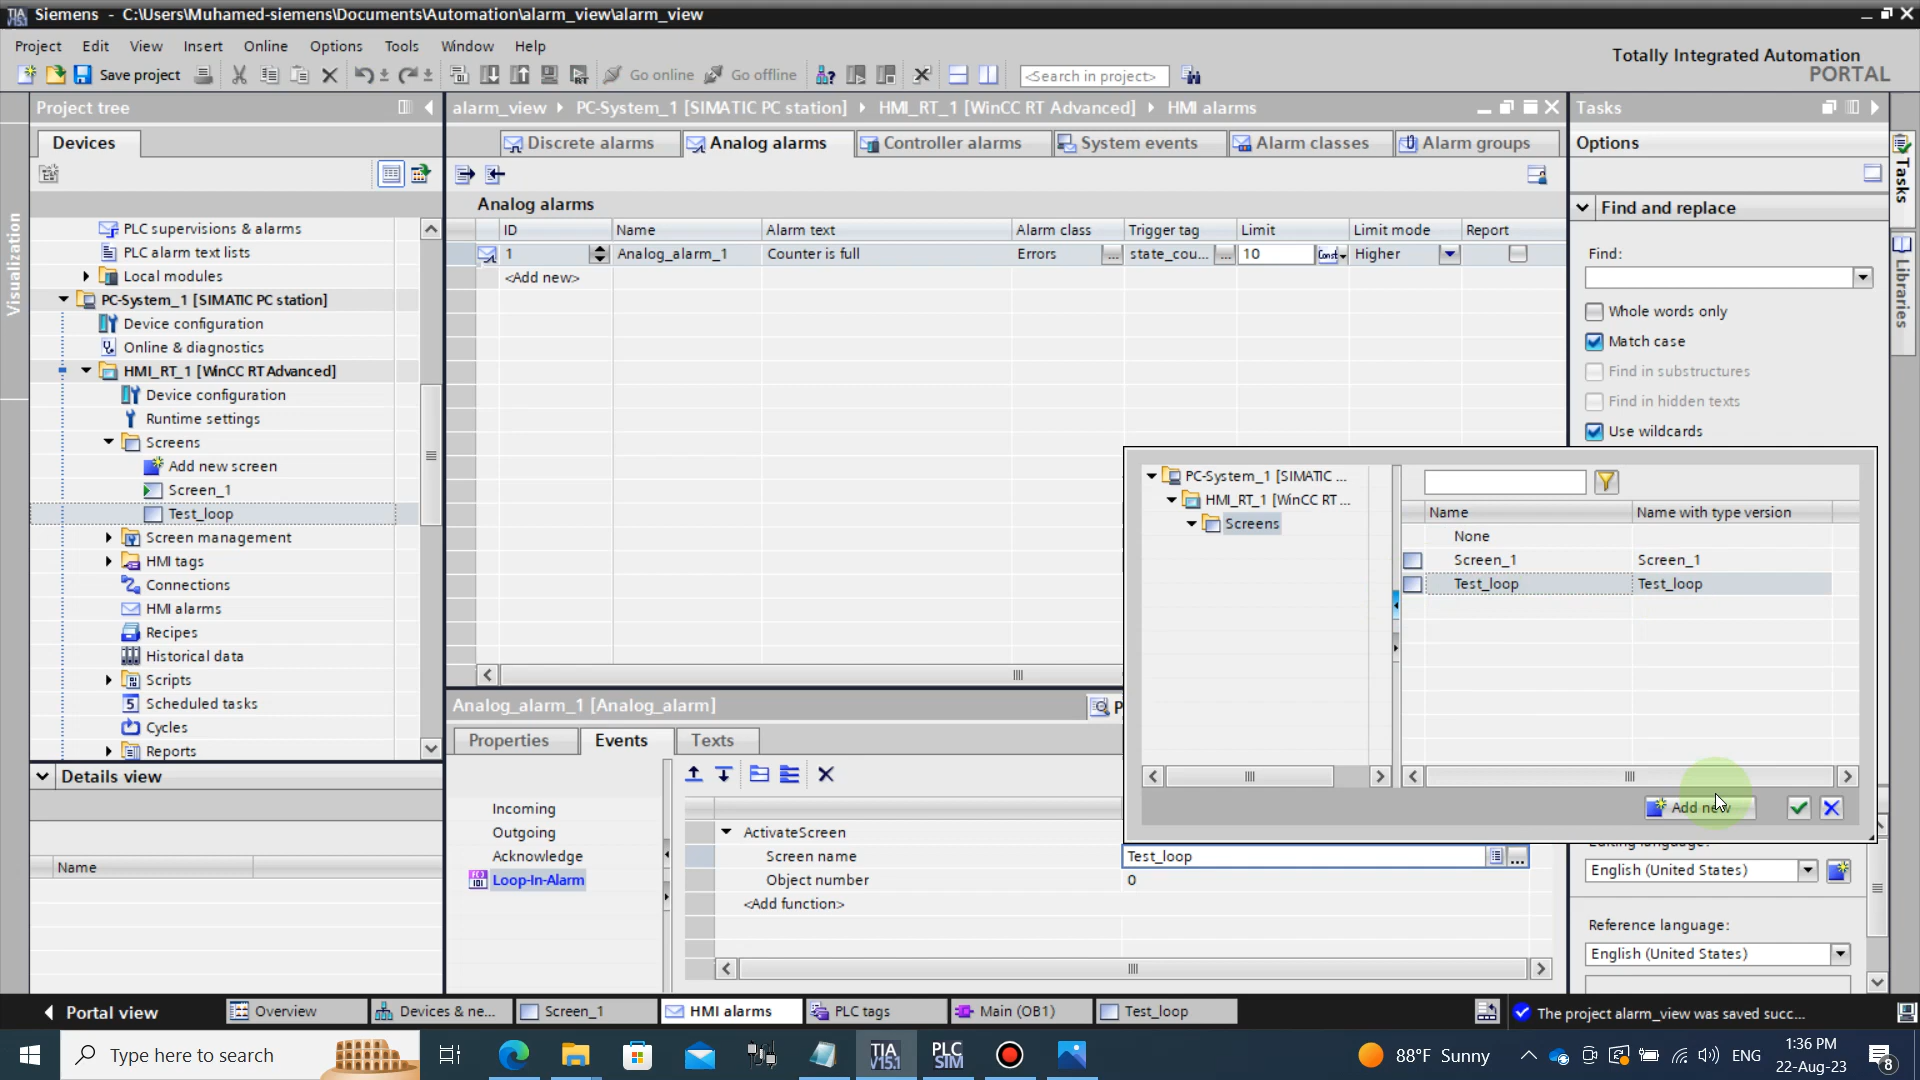 Siemens - C:\Users\Muhamed-siemens\Documents\Automation\alarm_view\alarm_view
Project Edit View Insert Online Options Tools Window Help
Totally Integrated Automation
PORTAL
Save project
Go online
Go offline
<Search in project>
Project tree
alarm_view PC-System_1 [SIMATIC PC station] HMI_RT_1 [WinCC RT Advanced] HMI alarms
Tasks
Devices
Discrete alarms
Analog alarms
Controller alarms
System events
Alarm classes
Alarm groups
Options
Visualization
Tasks
Libraries
Analog alarms
ID Name Alarm text Alarm class Trigger tag Limit Limit mode Report
1 Analog_alarm_1 Counter is full Errors ... state_cou... ... 10 Const Higher
<Add new>
PLC supervisions & alarms
PLC alarm text lists
Local modules
PC-System_1 [SIMATIC PC station]
Device configuration
Online & diagnostics
HMI_RT_1 [WinCC RT Advanced]
Device configuration
Runtime settings
Screens
Add new screen
Screen_1
Test_loop
Screen management
HMI tags
Connections
HMI alarms
Recipes
Historical data
Scripts
Scheduled tasks
Cycles
Reports
Details view
Name
Find and replace
Find:
Whole words only
Match case
Find in substructures
Find in hidden texts
Use wildcards
PC-System_1 [SIMATIC ...
HMI_RT_1 [WinCC RT ...
Screens
Name Name with type version
None
Screen_1 Screen_1
Test_loop Test_loop
Add new
Analog_alarm_1 [Analog_alarm]
P
Properties Events Texts
Incoming
Outgoing
Acknowledge
Loop-In-Alarm
ActivateScreen
Screen name Test_loop
Object number 0
<Add function>
Editing language:
English (United States)
Reference language:
English (United States)
Portal view
Overview
Devices & ne...
Screen_1
HMI alarms
PLC tags
Main (OB1)
Test_loop
The project alarm_view was saved succ...
Type here to search
TIA
V15.1
PLC
SIM
88°F Sunny
ENG
1:36 PM
22-Aug-23
8